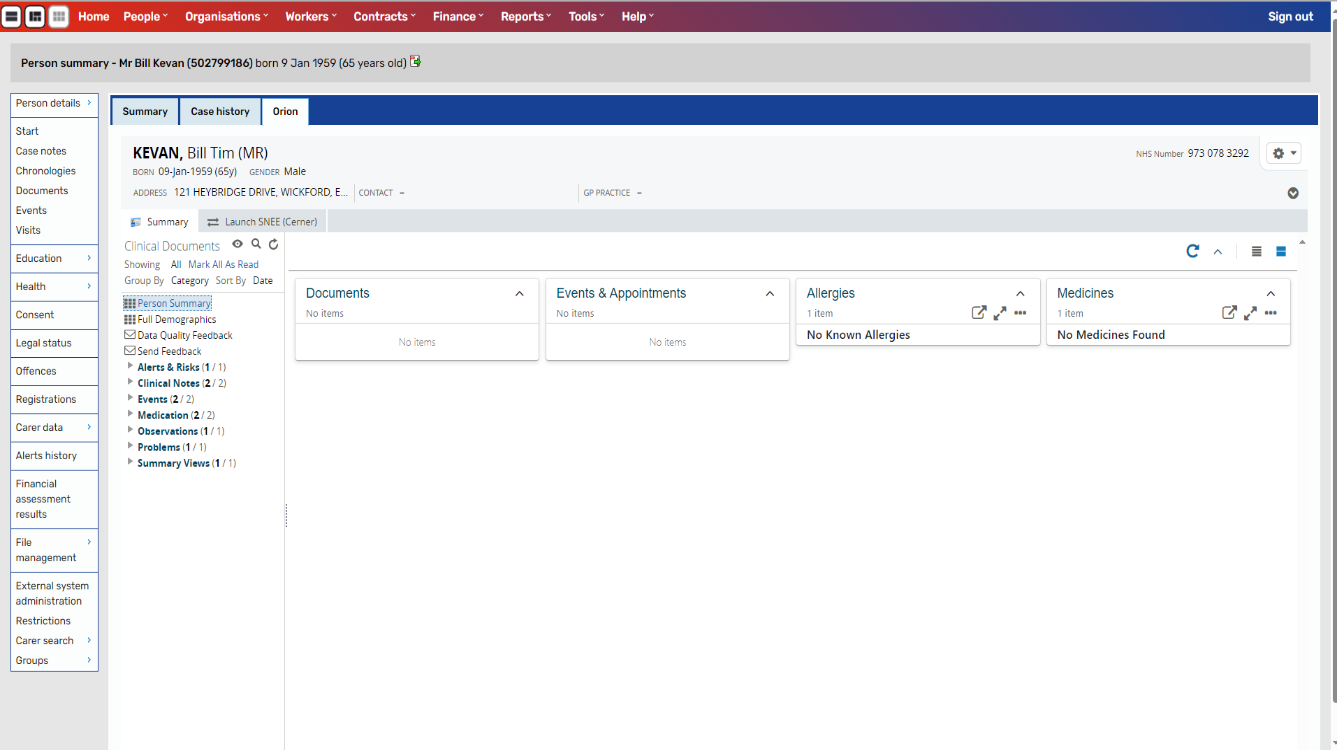 Home People Organisations Workers Contracts Finance Reports Tools Help Sign out
Person summary - Mr Bill Kevan (502799186) born 9 Jan 1959 (65 years old)
Person details
Start
Case notes
Chronologies
Documents
Events
Visits
Education
Health
Consent
Legal status
Offences
Registrations
Carer data
Alerts history
Financial
assessment
results
File
management
External system
administration
Restrictions
Carer search
Groups
Summary Case history Orion
KEVAN, Bill Tim (MR)
BORN 09-Jan-1959 (65y) GENDER Male
NHS Number 973 078 3292
ADDRESS 121 HEYBRIDGE DRIVE, WICKFORD, E... CONTACT – GP PRACTICE –
Summary Launch SNEE (Cerner)
Clinical Documents
Showing All Mark All As Read
Group By Category Sort By Date
Person Summary
Full Demographics
Data Quality Feedback
Send Feedback
Alerts & Risks (1 / 1)
Clinical Notes (2 / 2)
Events (2 / 2)
Medication (2 / 2)
Observations (1 / 1)
Problems (1 / 1)
Summary Views (1 / 1)
Documents
No items
No items
Events & Appointments
No items
No items
Allergies
1 item
No Known Allergies
Medicines
1 item
No Medicines Found